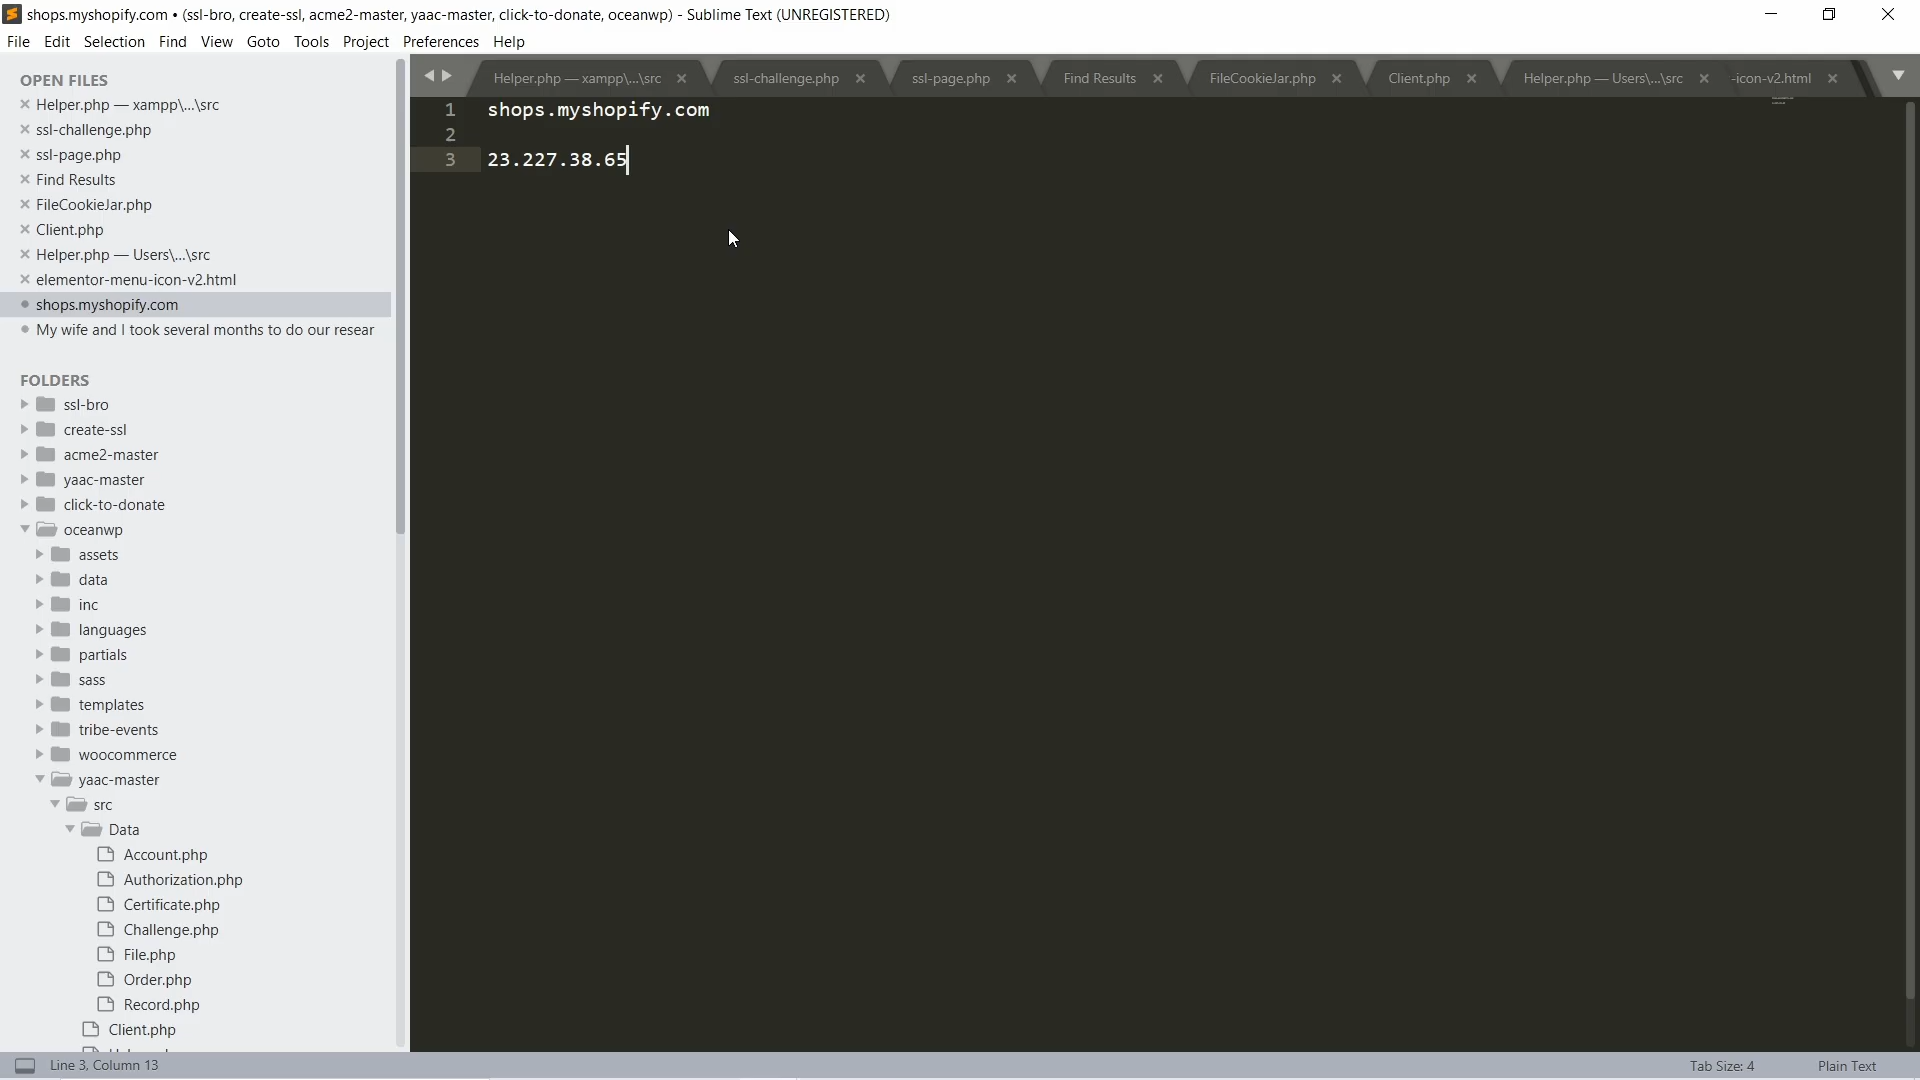 shops.myshopify.com • (ssl-bro, create-ssl, acme2-master, yaac-master, click-to-donate, oceanwp) - Sublime Text (UNREGISTERED)
File Edit Selection Find View Goto Tools Project Preferences Help
OPEN FILES
Helper.php — xampp\...\src
ssl-challenge.php
ssl-page.php
Find Results
FileCookieJar.php
Client.php
Helper.php — Users\...\src
elementor-menu-icon-v2.html
shops.myshopify.com
My wife and I took several months to do our resear
FOLDERS
ssl-bro
create-ssl
acme2-master
yaac-master
click-to-donate
oceanwp
assets
data
inc
languages
partials
sass
templates
tribe-events
woocommerce
yaac-master
src
Data
Account.php
Authorization.php
Certificate.php
Challenge.php
File.php
Order.php
Record.php
Client.php
Helper.php — xampp\...\src ssl-challenge.php ssl-page.php Find Results FileCookieJar.php Client.php Helper.php — Users\...\src -icon-v2.html
1 shops.myshopify.com
2
3 23.227.38.65
Line 3, Column 13 Tab Size: 4 Plain Text